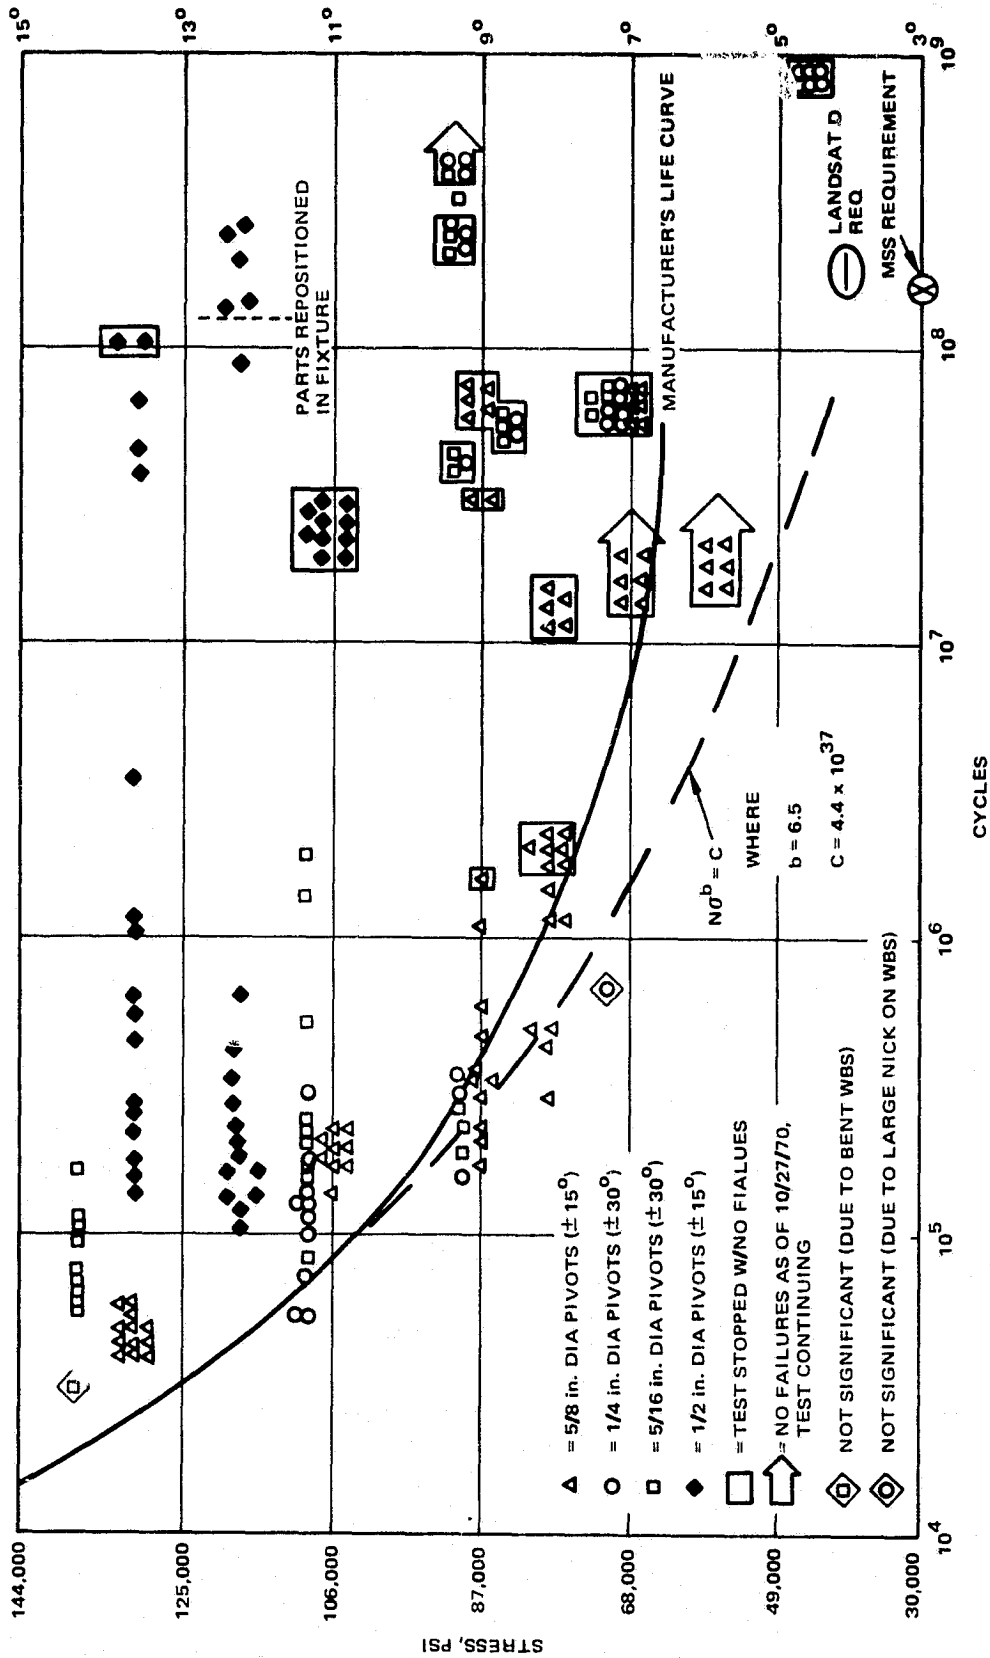 15°
13°
11°
9°
7°
5°
3°
144,000
125,000
106,000
87,000
68,000
49,000
30,000
STRESS, PSI
10⁴
10⁵
10⁶
10⁷
10⁸
10⁹
CYCLES
PARTS REPOSITIONED
IN FIXTURE
MANUFACTURER'S LIFE CURVE
LANDSAT D
REQ
MSS REQUIREMENT
Nσᵇ = C
WHERE
b = 6.5
C = 4.4 x 10³⁷
= 5/8 in. DIA PIVOTS (± 15°)
= 1/4 in. DIA PIVOTS (± 30°)
= 5/16 in. DIA PIVOTS (± 30°)
= 1/2 in. DIA PIVOTS (± 15°)
= TEST STOPPED W/NO FIALURES
= NO FAILURES AS OF 10/27/70,
TEST CONTINUING
NOT SIGNIFICANT (DUE TO BENT WBS)
NOT SIGNIFICANT (DUE TO LARGE NICK ON WBS)